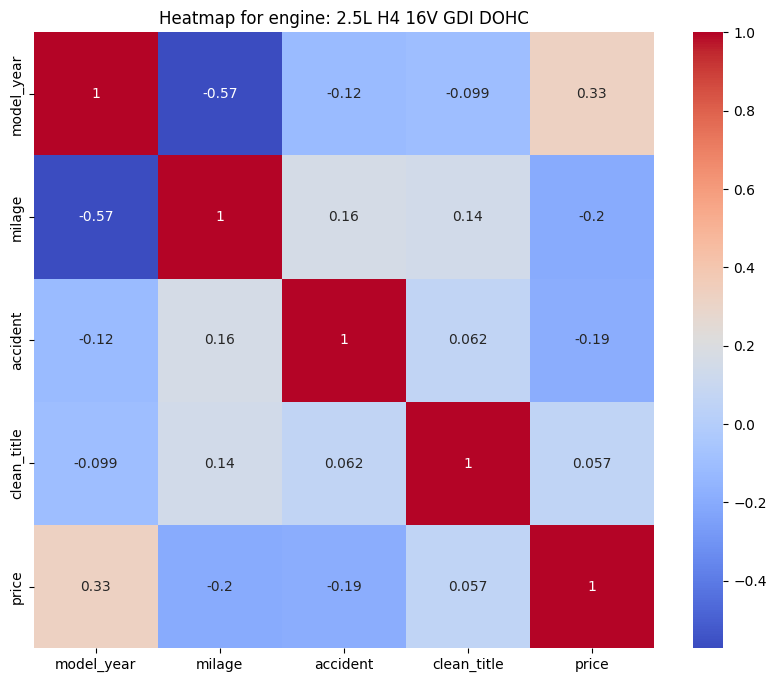 Heatmap for engine: 2.5L H4 16V GDI DOHC
model_year 1 -0.57 -0.12 -0.099 0.33
milage -0.57 1 0.16 0.14 -0.2
accident -0.12 0.16 1 0.062 -0.19
clean_title -0.099 0.14 0.062 1 0.057
price 0.33 -0.2 -0.19 0.057 1
model_year milage accident clean_title price
1.0
0.8
0.6
0.4
0.2
0.0
−0.2
−0.4